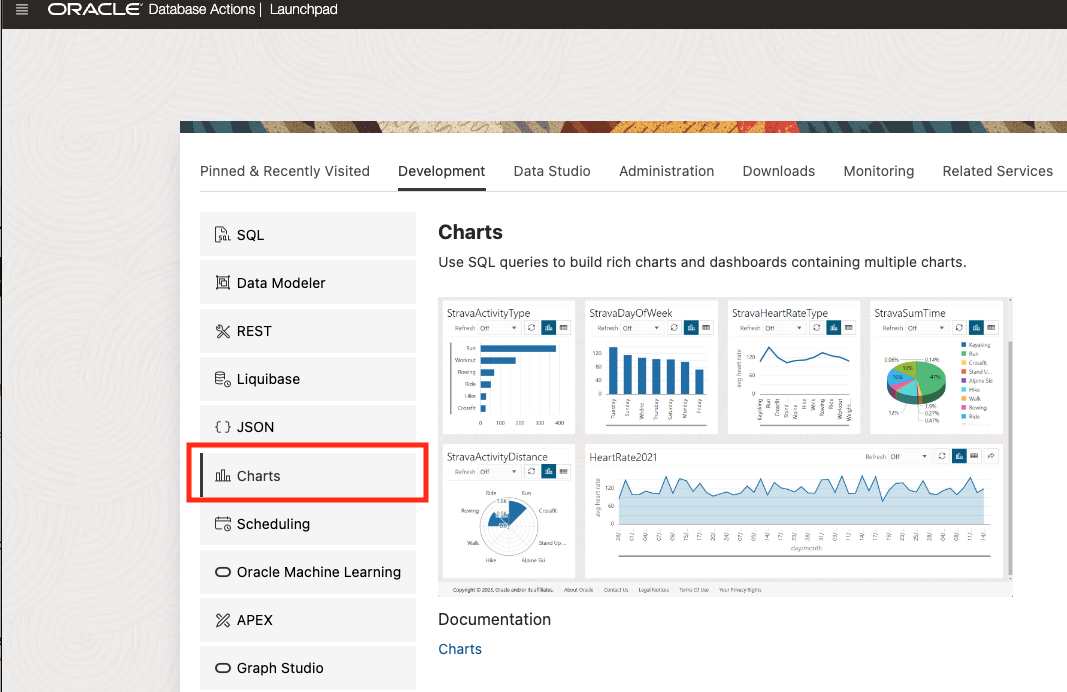 ORACLE Database Actions | Launchpad
Pinned & Recently Visited Development Data Studio Administration Downloads Monitoring Related Services
SQL
Data Modeler
REST
Liquibase
JSON
Charts
Scheduling
Oracle Machine Learning
APEX
Graph Studio
Charts
Use SQL queries to build rich charts and dashboards containing multiple charts.
StravaActivityType
Refresh Off
Run
Workout
Rowing
Ride
Hike
Crossfit
0 100 200 300 400
StravaDayOfWeek
Refresh Off
120
80
40
0
Tuesday Sunday Thursday Saturday Monday Friday
StravaHeartRateType
Refresh Off
avg heart rate
120
60
0
Kayaking Run Crossfit Stand Alpine Hike Walk Rowing Ride Workout Weight...
StravaSumTime
Refresh Off
0.08% 0.14%
15%
16% 47%
12% 1.9%
0.27%
0.47%
Kayaking
Run
Crossfit
Stand U...
Alpine Ski
Hike
Walk
Rowing
Ride
StravaActivityDistance
Refresh Off
Ride Run
Rowing Crossfit
Walk Stand Up ...
Hike Alpine Ski
HeartRate2021
Refresh Off
avg heart rate
120
60
0
day/month
Copyright © 2023, Oracle and/or its affiliates. About Oracle Contact Us Legal Notices Terms Of Use Your Privacy Rights
Documentation
Charts